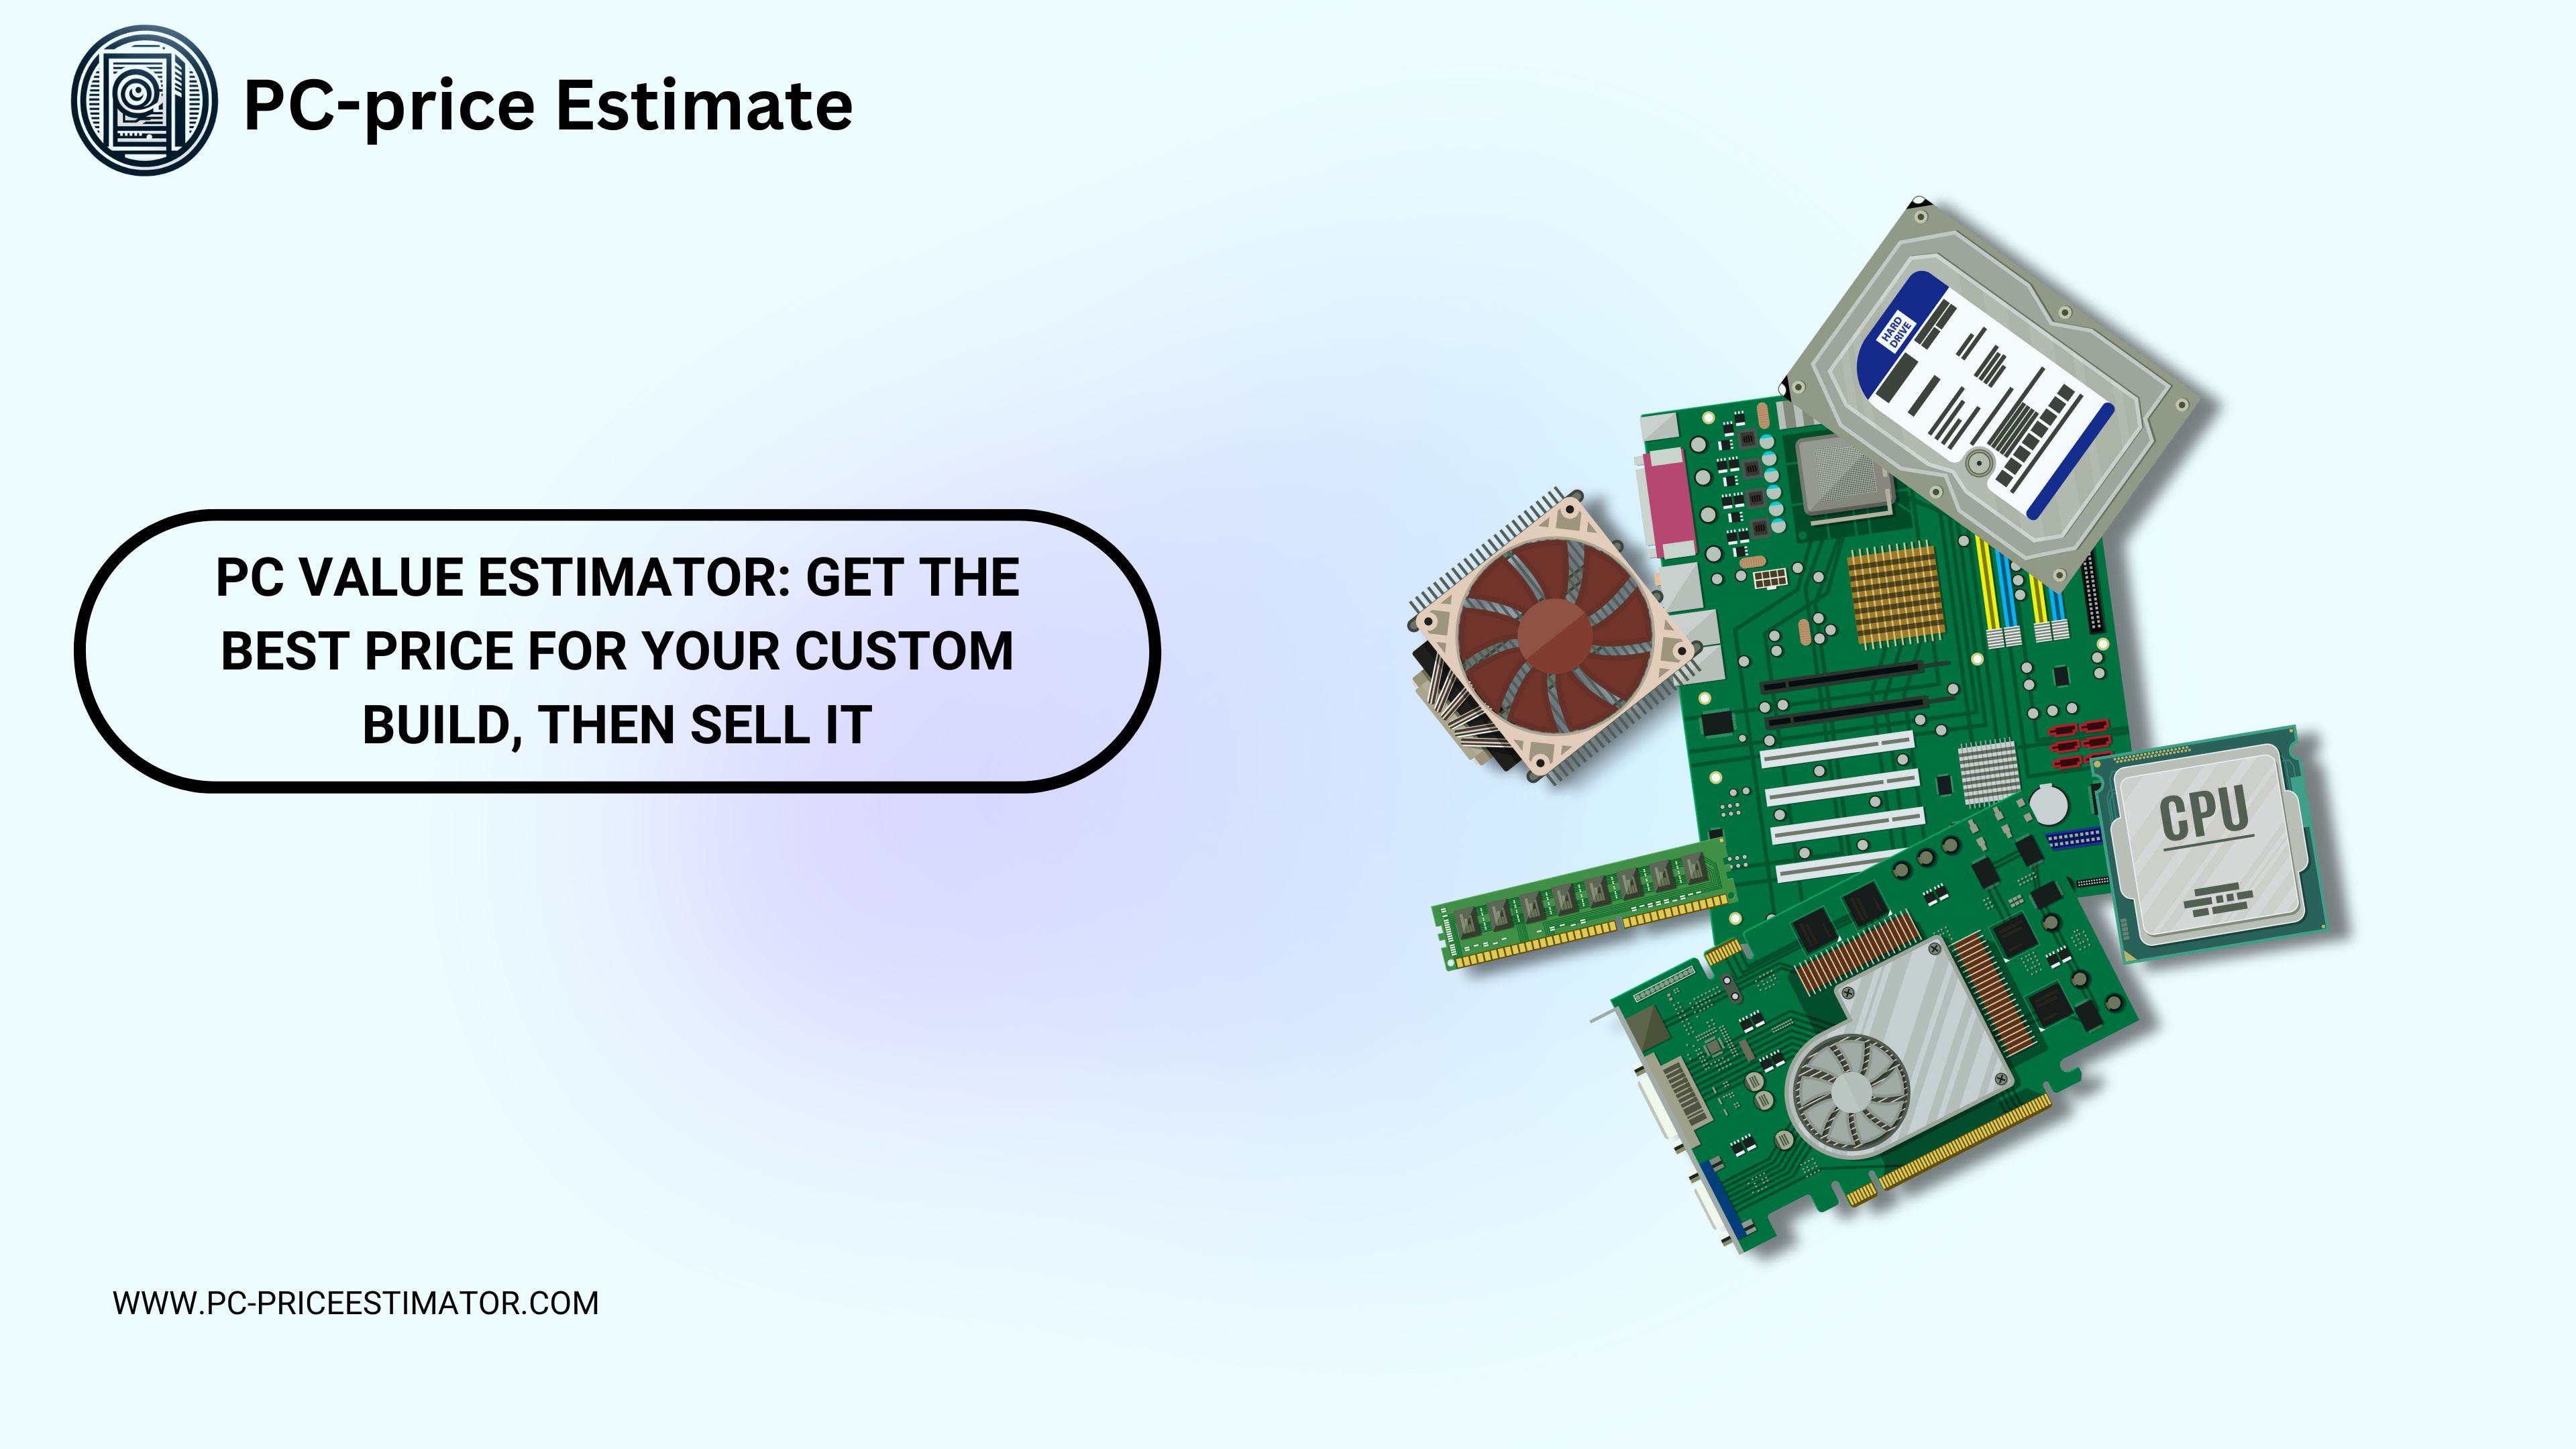 PC-price Estimate
HARD
DRIVE
PC VALUE ESTIMATOR: GET THE
BEST PRICE FOR YOUR CUSTOM
BUILD, THEN SELL IT
CPU
WWW.PC-PRICEESTIMATOR.COM